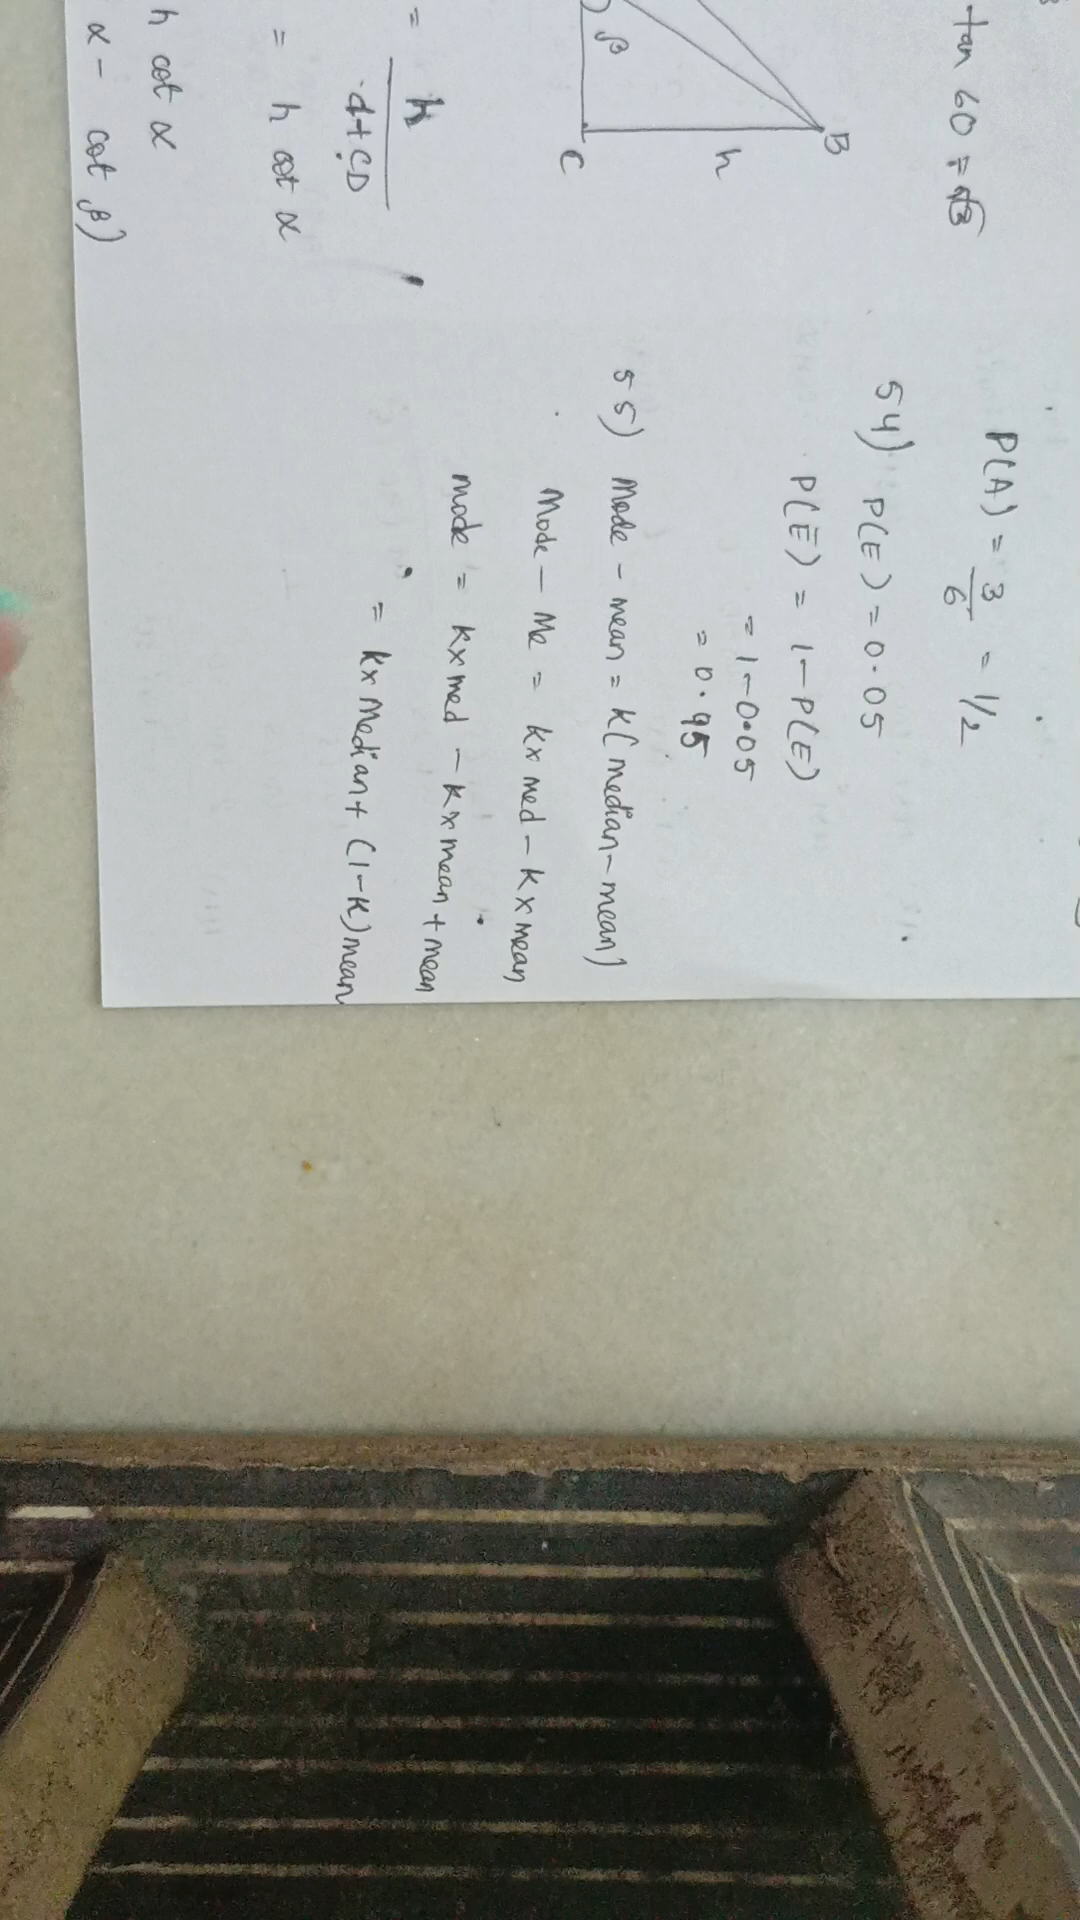 tan 60 = √3
B
h
β
C
= h
d+CD
= h cot α
h cot α
α - cot β)
P(A) = 3/6 = 1/2
54) P(E) = 0.05
P(Ē) = 1 - P(E)
= 1 - 0.05
= 0.95
55) Mode - mean = k(median - mean)
Mode - Me = k x med - k x mean
mode = k x med - k x mean + mean
= k x median + (1-k) mean